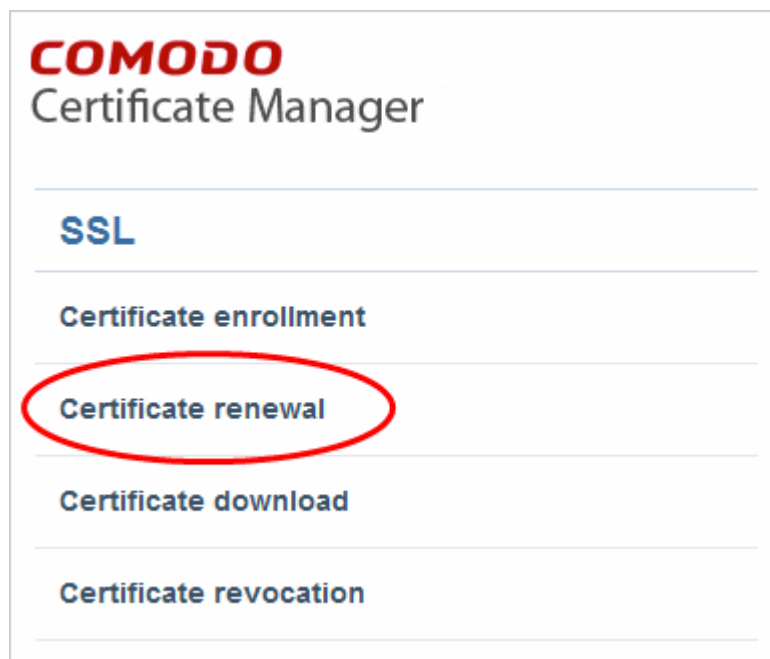 COMODO
Certificate Manager
SSL
Certificate enrollment
Certificate renewal
Certificate download
Certificate revocation